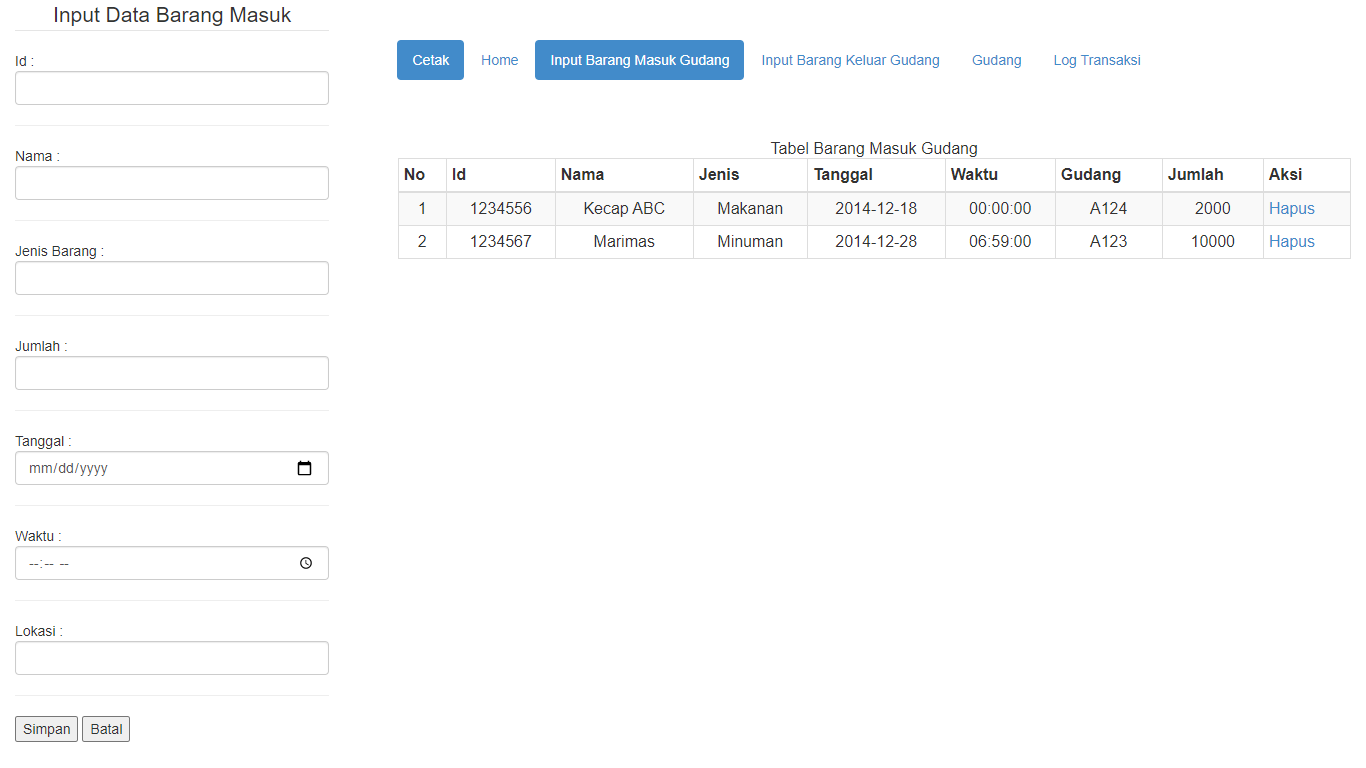 Input Data Barang Masuk
Id :
Nama :
Jenis Barang :
Jumlah :
Tanggal :
mm/dd/yyyy
Waktu :
--:-- --
Lokasi :
Simpan Batal
Cetak Home Input Barang Masuk Gudang Input Barang Keluar Gudang Gudang Log Transaksi
Tabel Barang Masuk Gudang
No Id Nama Jenis Tanggal Waktu Gudang Jumlah Aksi
1 1234556 Kecap ABC Makanan 2014-12-18 00:00:00 A124 2000 Hapus
2 1234567 Marimas Minuman 2014-12-28 06:59:00 A123 10000 Hapus